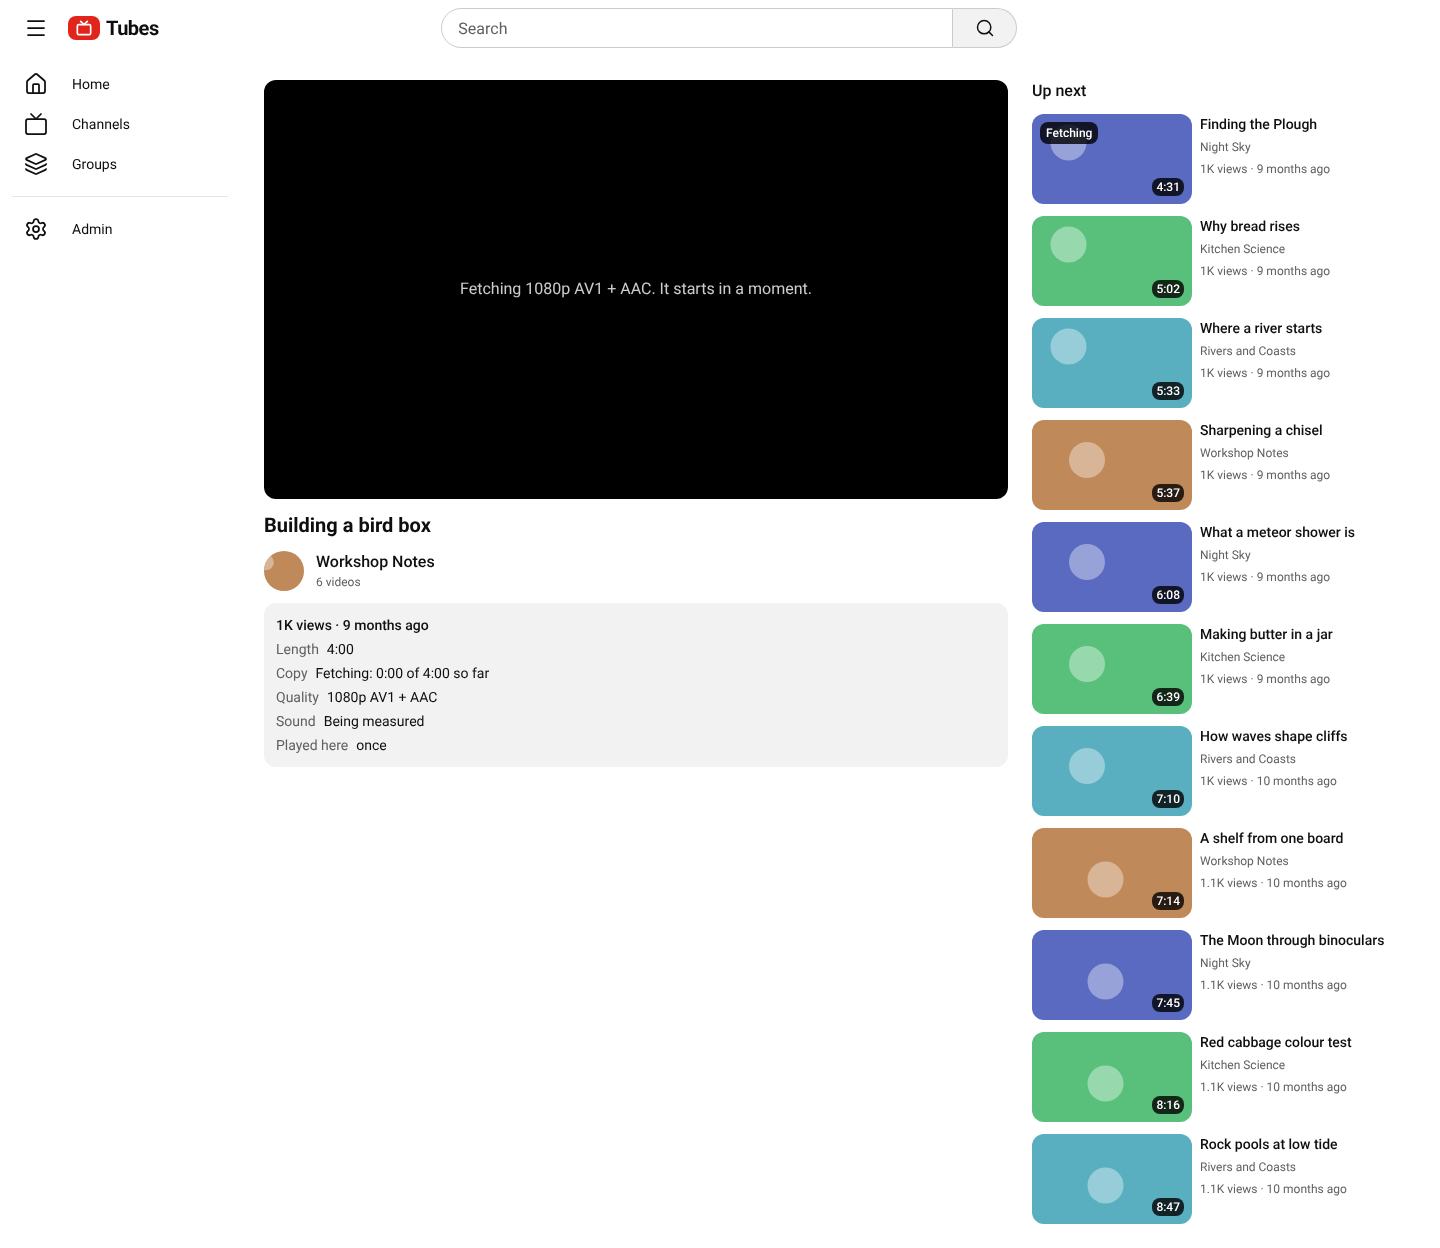 Tubes
Search
Home
Channels
Groups
Admin
Fetching 1080p AV1 + AAC. It starts in a moment.
Building a bird box
Workshop Notes
6 videos
1K views · 9 months ago
Length 4:00
Copy Fetching: 0:00 of 4:00 so far
Quality 1080p AV1 + AAC
Sound Being measured
Played here once
Up next
Fetching
4:31
Finding the Plough
Night Sky
1K views · 9 months ago
5:02
Why bread rises
Kitchen Science
1K views · 9 months ago
5:33
Where a river starts
Rivers and Coasts
1K views · 9 months ago
5:37
Sharpening a chisel
Workshop Notes
1K views · 9 months ago
6:08
What a meteor shower is
Night Sky
1K views · 9 months ago
6:39
Making butter in a jar
Kitchen Science
1K views · 9 months ago
7:10
How waves shape cliffs
Rivers and Coasts
1K views · 10 months ago
7:14
A shelf from one board
Workshop Notes
1.1K views · 10 months ago
7:45
The Moon through binoculars
Night Sky
1.1K views · 10 months ago
8:16
Red cabbage colour test
Kitchen Science
1.1K views · 10 months ago
8:47
Rock pools at low tide
Rivers and Coasts
1.1K views · 10 months ago